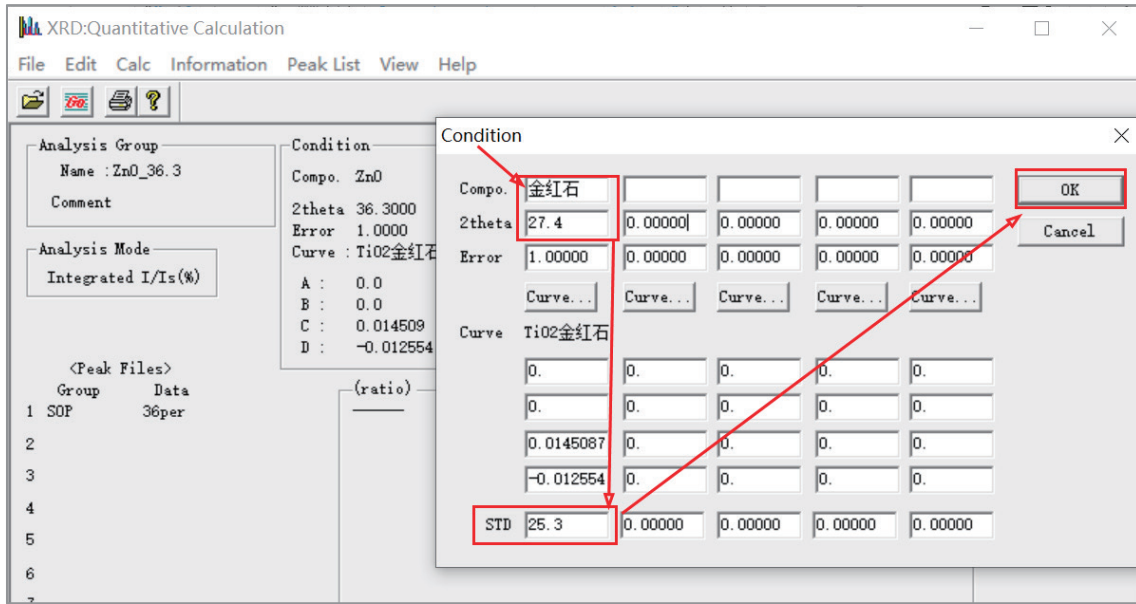 XRD:Quantitative Calculation
File Edit Calc Information Peak List View Help
Go
?
Analysis Group
Name :ZnO_36.3
Comment
Analysis Mode
Integrated I/Is(%)
<Peak Files>
Group Data
1 SOP 36per
2
3
4
5
6
Condition
Compo. ZnO
2theta 36.3000
Error 1.0000
Curve : TiO2金红
A : 0.0
B : 0.0
C : 0.014509
D : -0.012554
(ratio)
Condition
Compo. 金红石
2theta 27.4 0.00000 0.00000 0.00000 0.00000
Error 1.00000 0.00000 0.00000 0.00000 0.00000
Curve... Curve... Curve... Curve... Curve...
Curve TiO2金红石
0. 0. 0. 0. 0.
0. 0. 0. 0. 0.
0.0145087 0. 0. 0. 0.
-0.012554 0. 0. 0. 0.
STD 25.3 0.00000 0.00000 0.00000 0.00000
OK
Cancel